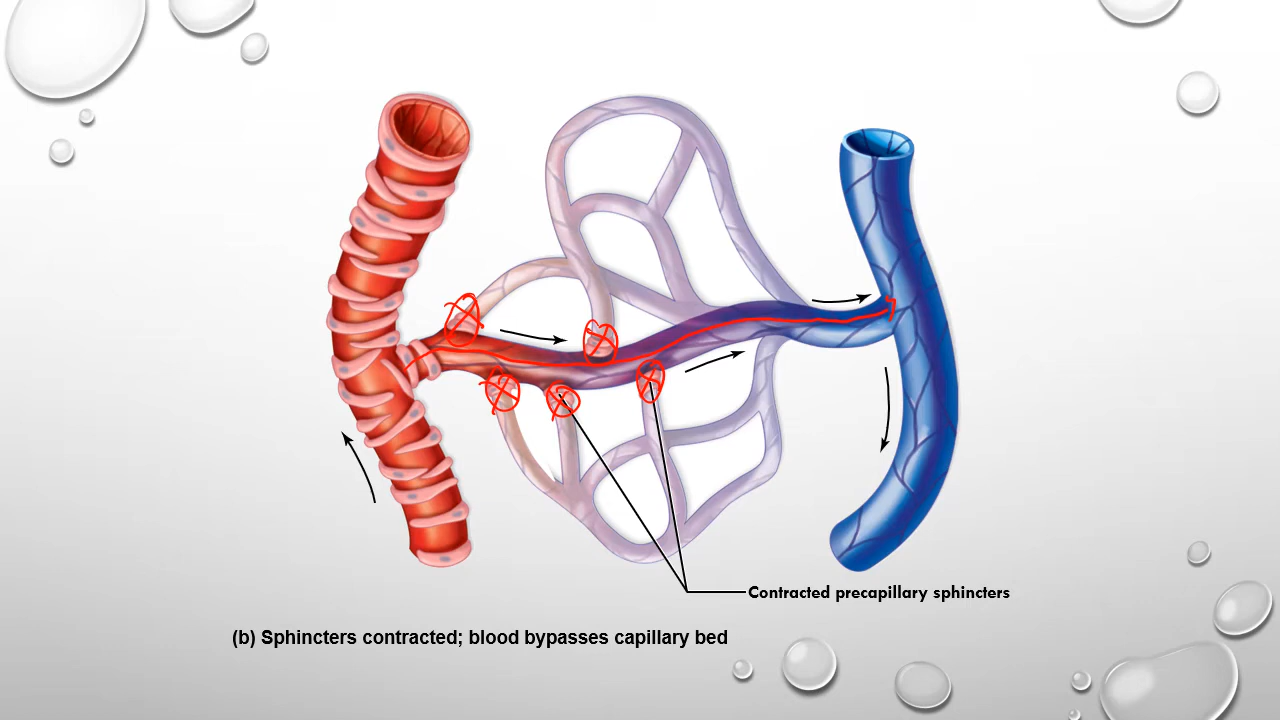 Contracted precapillary sphincters
(b) Sphincters contracted; blood bypasses capillary bed